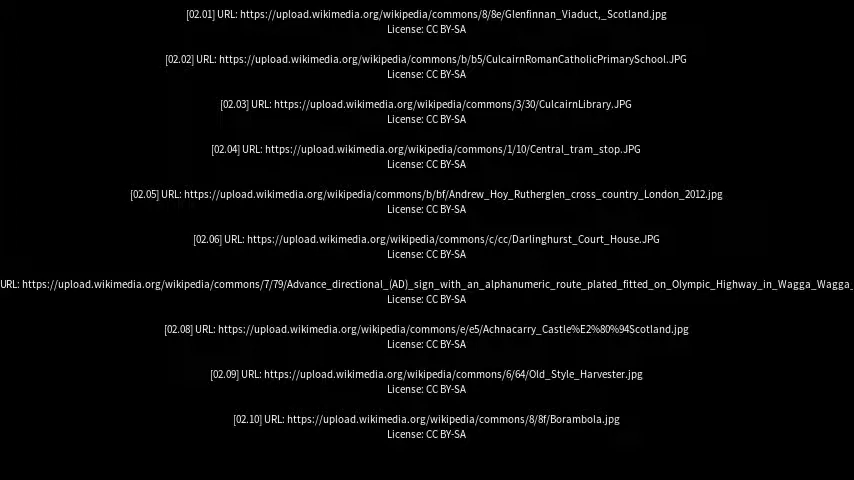 [02.01] URL: https://upload.wikimedia.org/wikipedia/commons/8/8e/Glenfinnan_Viaduct,_Scotland.jpg
License: CC BY-SA
[02.02] URL: https://upload.wikimedia.org/wikipedia/commons/b/b5/CulcairnRomanCatholicPrimarySchool.JPG
License: CC BY-SA
[02.03] URL: https://upload.wikimedia.org/wikipedia/commons/3/30/CulcairnLibrary.JPG
License: CC BY-SA
[02.04] URL: https://upload.wikimedia.org/wikipedia/commons/1/10/Central_tram_stop.JPG
License: CC BY-SA
[02.05] URL: https://upload.wikimedia.org/wikipedia/commons/b/bf/Andrew_Hoy_Rutherglen_cross_country_London_2012.jpg
License: CC BY-SA
[02.06] URL: https://upload.wikimedia.org/wikipedia/commons/c/cc/Darlinghurst_Court_House.JPG
License: CC BY-SA
URL: https://upload.wikimedia.org/wikipedia/commons/7/79/Advance_directional_(AD)_sign_with_an_alphanumeric_route_plated_fitted_on_Olympic_Highway_in_Wagga_Wagga_
License: CC BY-SA
[02.08] URL: https://upload.wikimedia.org/wikipedia/commons/e/e5/Achnacarry_Castle%E2%80%94Scotland.jpg
License: CC BY-SA
[02.09] URL: https://upload.wikimedia.org/wikipedia/commons/6/64/Old_Style_Harvester.jpg
License: CC BY-SA
[02.10] URL: https://upload.wikimedia.org/wikipedia/commons/8/8f/Borambola.jpg
License: CC BY-SA